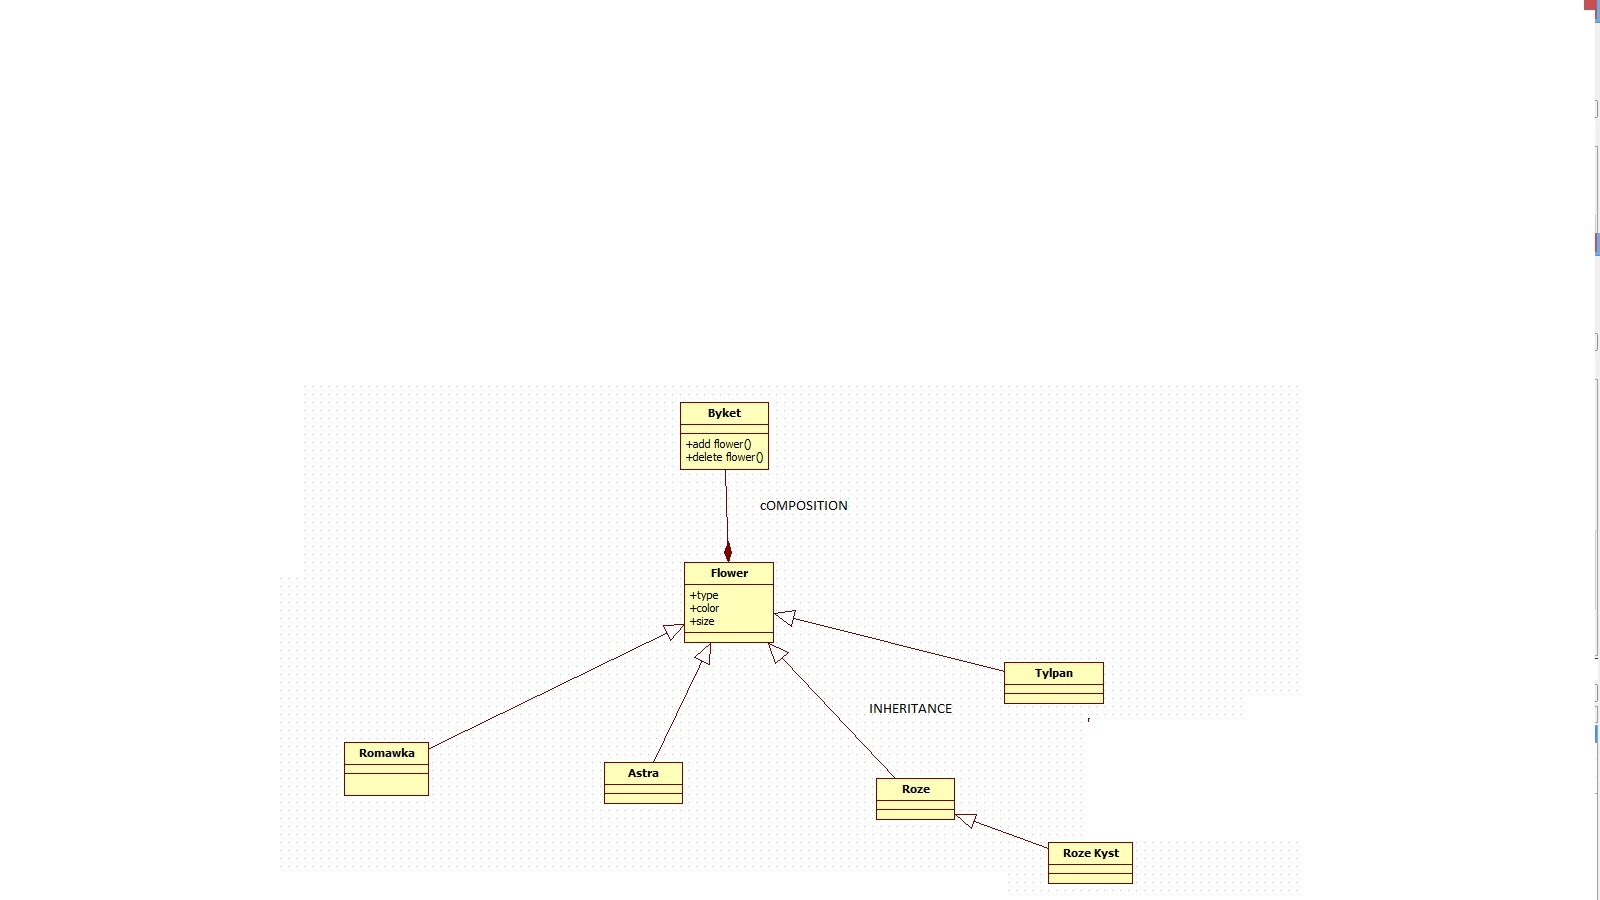 Byket
+add flower()
+delete flower()
cOMPOSITION
Flower
+type
+color
+size
Tylpan
INHERITANCE
Romawka
Astra
Roze
Roze Kyst